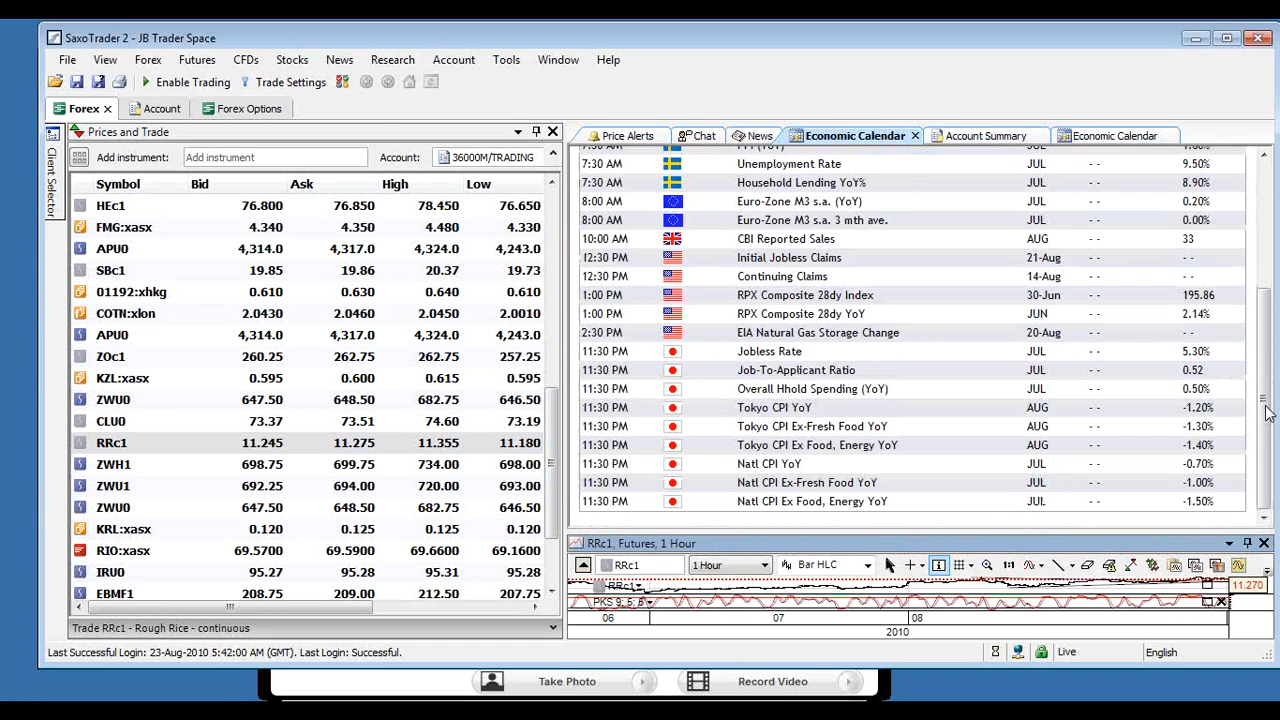 SaxoTrader 2 - JB Trader Space
File View Forex Futures CFDs Stocks News Research Account Tools Window Help
Enable Trading Trade Settings
Forex Account Forex Options
Client Selector
Prices and Trade
Add instrument: Add instrument Account: 36000M/TRADING
Symbol Bid Ask High Low
HEc1 76.800 76.850 78.450 76.650
FMG:xasx 4.340 4.350 4.480 4.330
APU0 4,314.0 4,317.0 4,324.0 4,243.0
SBc1 19.85 19.86 20.37 19.73
01192:xhkg 0.610 0.630 0.640 0.610
COTN:xlon 2.0430 2.0460 2.0450 2.0010
APU0 4,314.0 4,317.0 4,324.0 4,243.0
ZOc1 260.25 262.75 262.75 257.25
KZL:xasx 0.595 0.600 0.615 0.595
ZWU0 647.50 648.50 682.75 646.50
CLU0 73.37 73.51 74.60 73.19
RRc1 11.245 11.275 11.355 11.180
ZWH1 698.75 699.75 734.00 698.00
ZWU1 692.25 694.00 720.00 693.00
ZWU0 647.50 648.50 682.75 646.50
KRL:xasx 0.120 0.125 0.130 0.120
RIO:xasx 69.5700 69.5900 69.6600 69.1600
IRU0 95.27 95.28 95.31 95.28
EBMF1 208.75 209.00 212.50 207.75
Trade RRc1 - Rough Rice - continuous
Price Alerts Chat News Economic Calendar Account Summary Economic Calendar
7:30 AM Unemployment Rate JUL - - 9.50%
7:30 AM Household Lending YoY% JUL - - 8.90%
8:00 AM Euro-Zone M3 s.a. (YoY) JUL - - 0.20%
8:00 AM Euro-Zone M3 s.a. 3 mth ave. JUL - - 0.00%
10:00 AM CBI Reported Sales AUG - - 33
12:30 PM Initial Jobless Claims 21-Aug - - - -
12:30 PM Continuing Claims 14-Aug - - - -
1:00 PM RPX Composite 28dy Index 30-Jun - - 195.86
1:00 PM RPX Composite 28dy YoY JUN - - 2.14%
2:30 PM EIA Natural Gas Storage Change 20-Aug - - - -
11:30 PM Jobless Rate JUL - - 5.30%
11:30 PM Job-To-Applicant Ratio JUL - - 0.52
11:30 PM Overall Hhold Spending (YoY) JUL - - 0.50%
11:30 PM Tokyo CPI YoY AUG - - -1.20%
11:30 PM Tokyo CPI Ex-Fresh Food YoY AUG - - -1.30%
11:30 PM Tokyo CPI Ex Food, Energy YoY AUG - - -1.40%
11:30 PM Natl CPI YoY JUL - - -0.70%
11:30 PM Natl CPI Ex-Fresh Food YoY JUL - - -1.00%
11:30 PM Natl CPI Ex Food, Energy YoY JUL - - -1.50%
RRc1, Futures, 1 Hour
RRc1 1 Hour Bar HLC 1:1
RRc1 11.270
PKS 9; 5; 5
06 07 08
2010
Last Successful Login: 23-Aug-2010 5:42:00 AM (GMT). Last Login: Successful. Live English
Take Photo Record Video